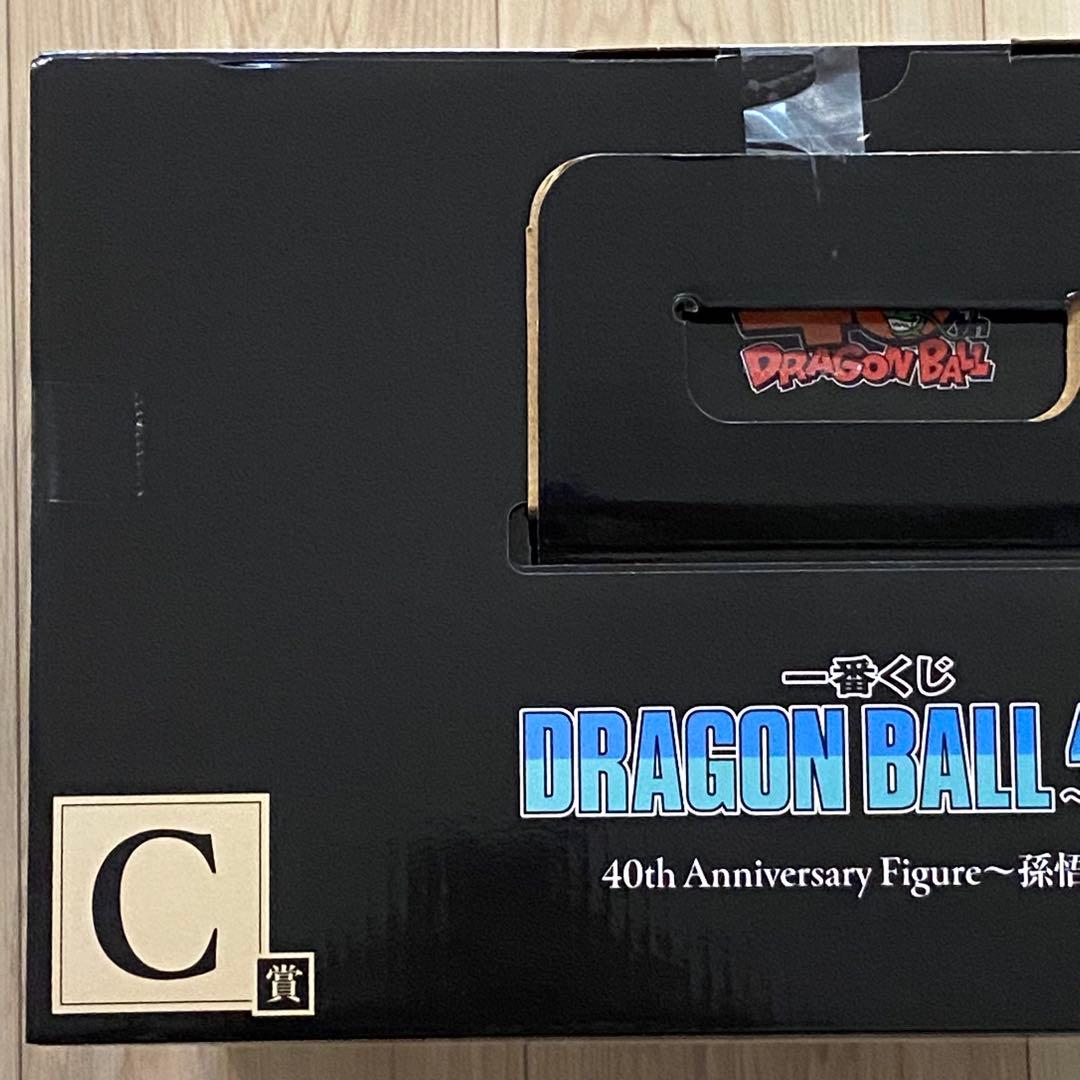 DRAGON BALL
一番くじ
DRAGON BALL
40th Anniversary Figure～孫悟
C
賞